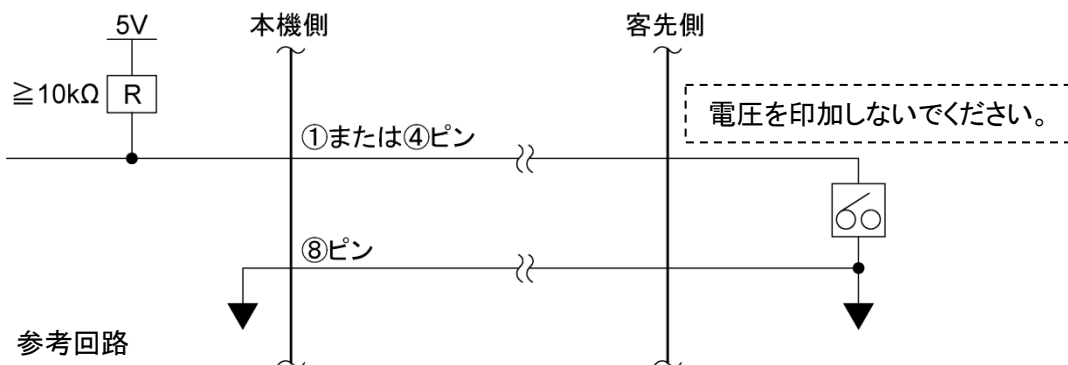 5V
本機側
客先側
≧10kΩ
R
電圧を印加しないでください。
①または④ピン
⑧ピン
参考回路